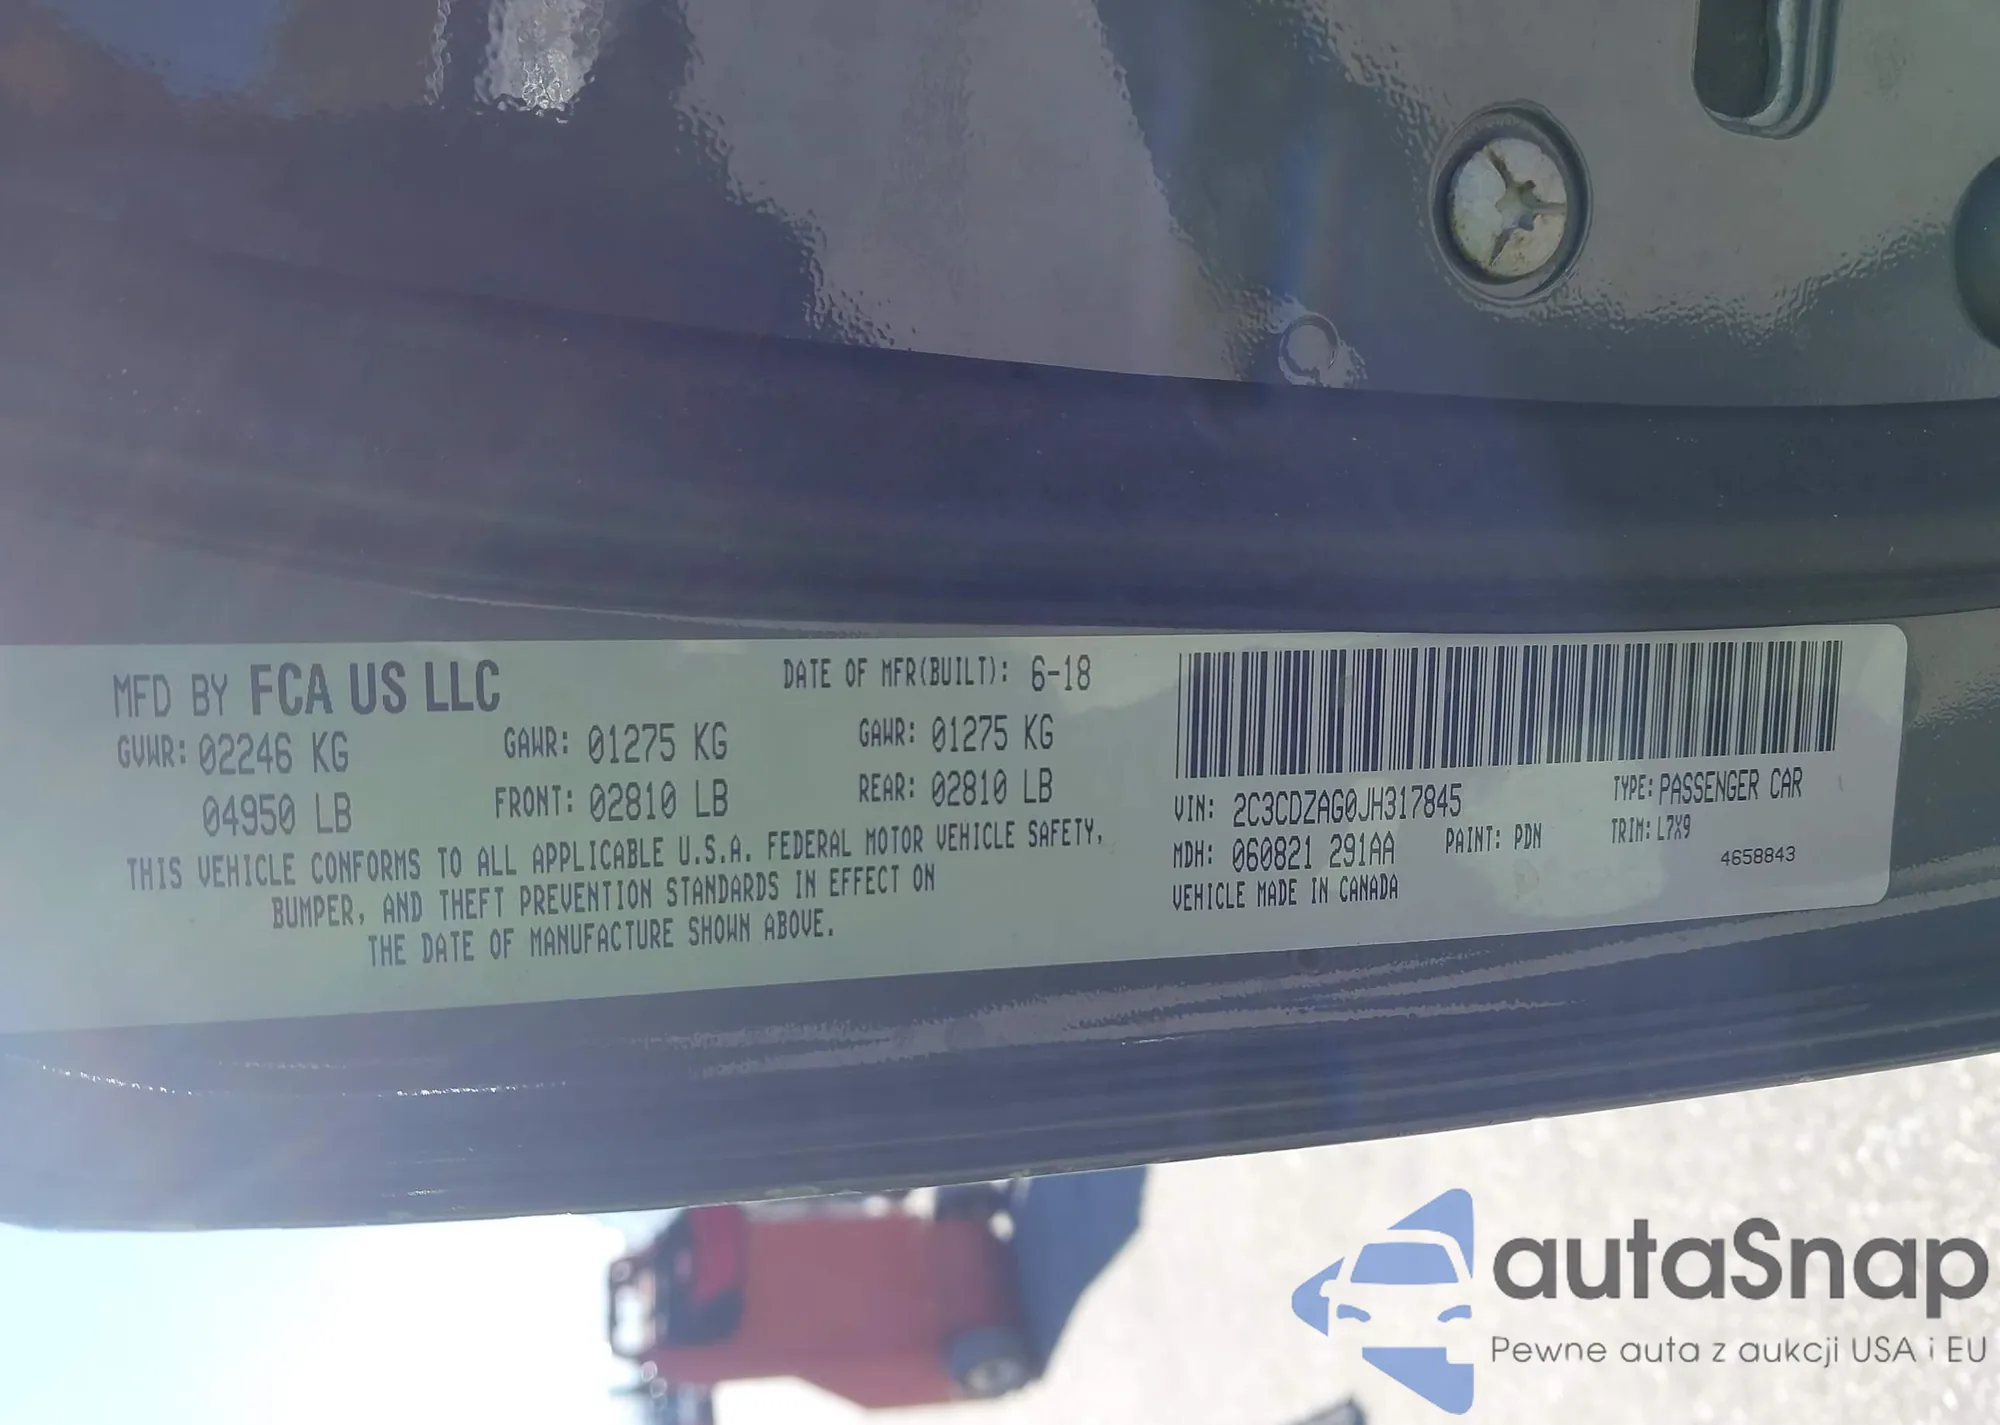 MFD BY FCA US LLC DATE OF MFR(BUILT): 6-18
GVWR: 02246 KG GAWR: 01275 KG GAWR: 01275 KG
04950 LB FRONT: 02810 LB REAR: 02810 LB
THIS VEHICLE CONFORMS TO ALL APPLICABLE U.S.A. FEDERAL MOTOR VEHICLE SAFETY,
BUMPER, AND THEFT PREVENTION STANDARDS IN EFFECT ON
THE DATE OF MANUFACTURE SHOWN ABOVE.
VIN: 2C3CDZAG0JH317845 TYPE: PASSENGER CAR
MDH: 060821 291AA PAINT: PDN TRIM: L7X9
VEHICLE MADE IN CANADA 4658843
autaSnap
Pewne auta z aukcji USA i EU